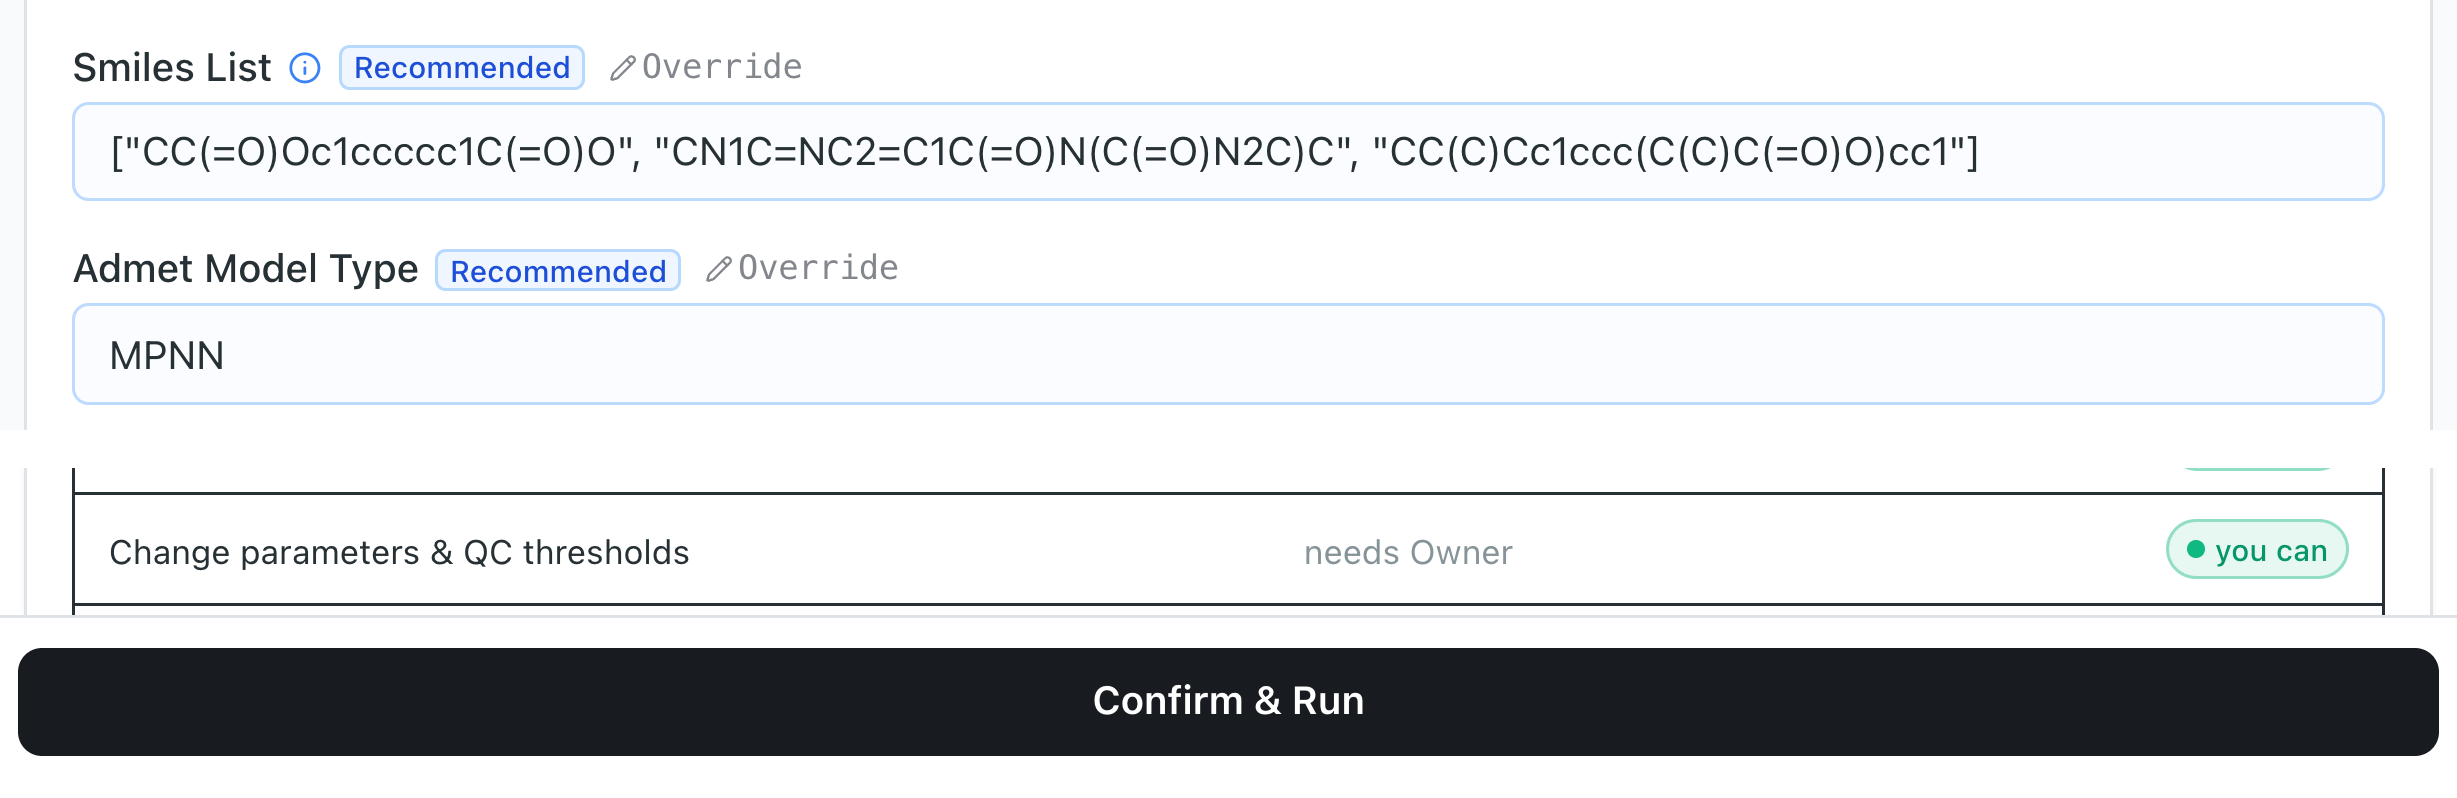 Smiles List Recommended Override
["CC(=O)Oc1ccccc1C(=O)O", "CN1C=NC2=C1C(=O)N(C(=O)N2C)C", "CC(C)Cc1ccc(C(C)C(=O)O)cc1"]
Admet Model Type Recommended Override
MPNN
Change parameters & QC thresholds needs Owner you can
Confirm & Run